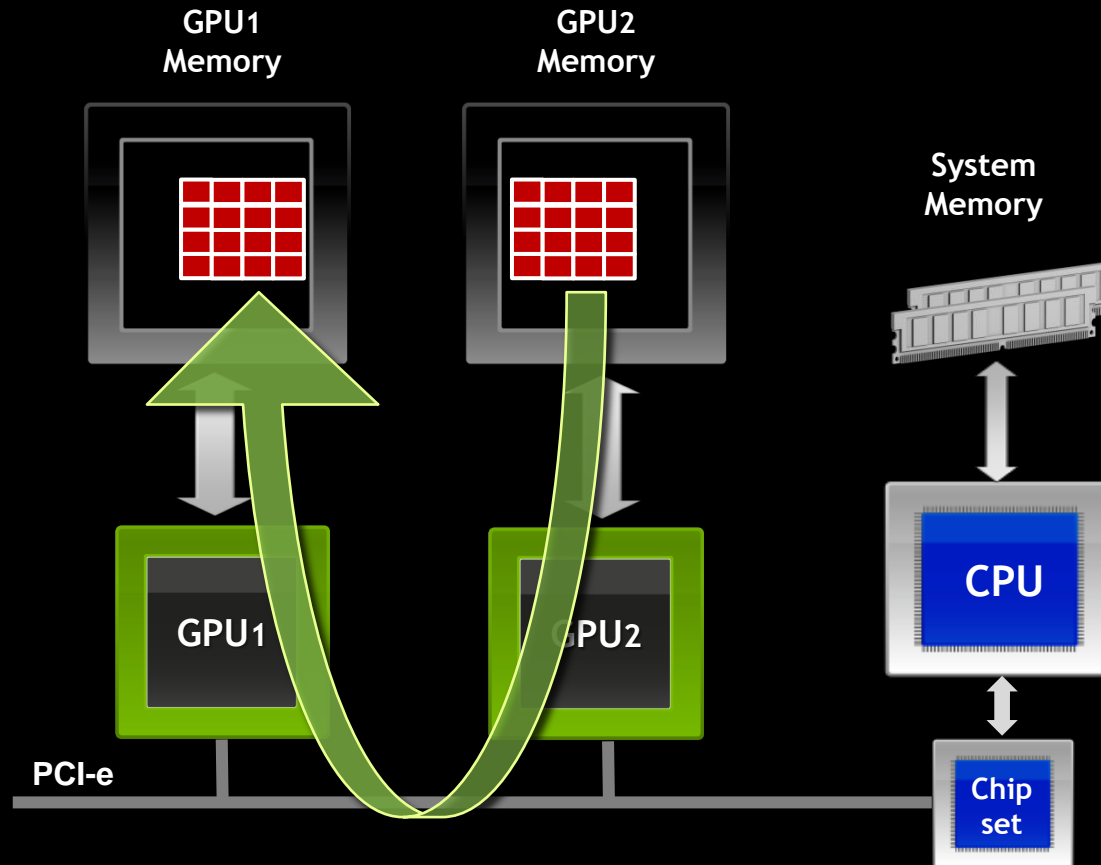 GPU1
Memory
GPU2
Memory
System
Memory
CPU
GPU1
GPU2
PCI-e
Chip
set